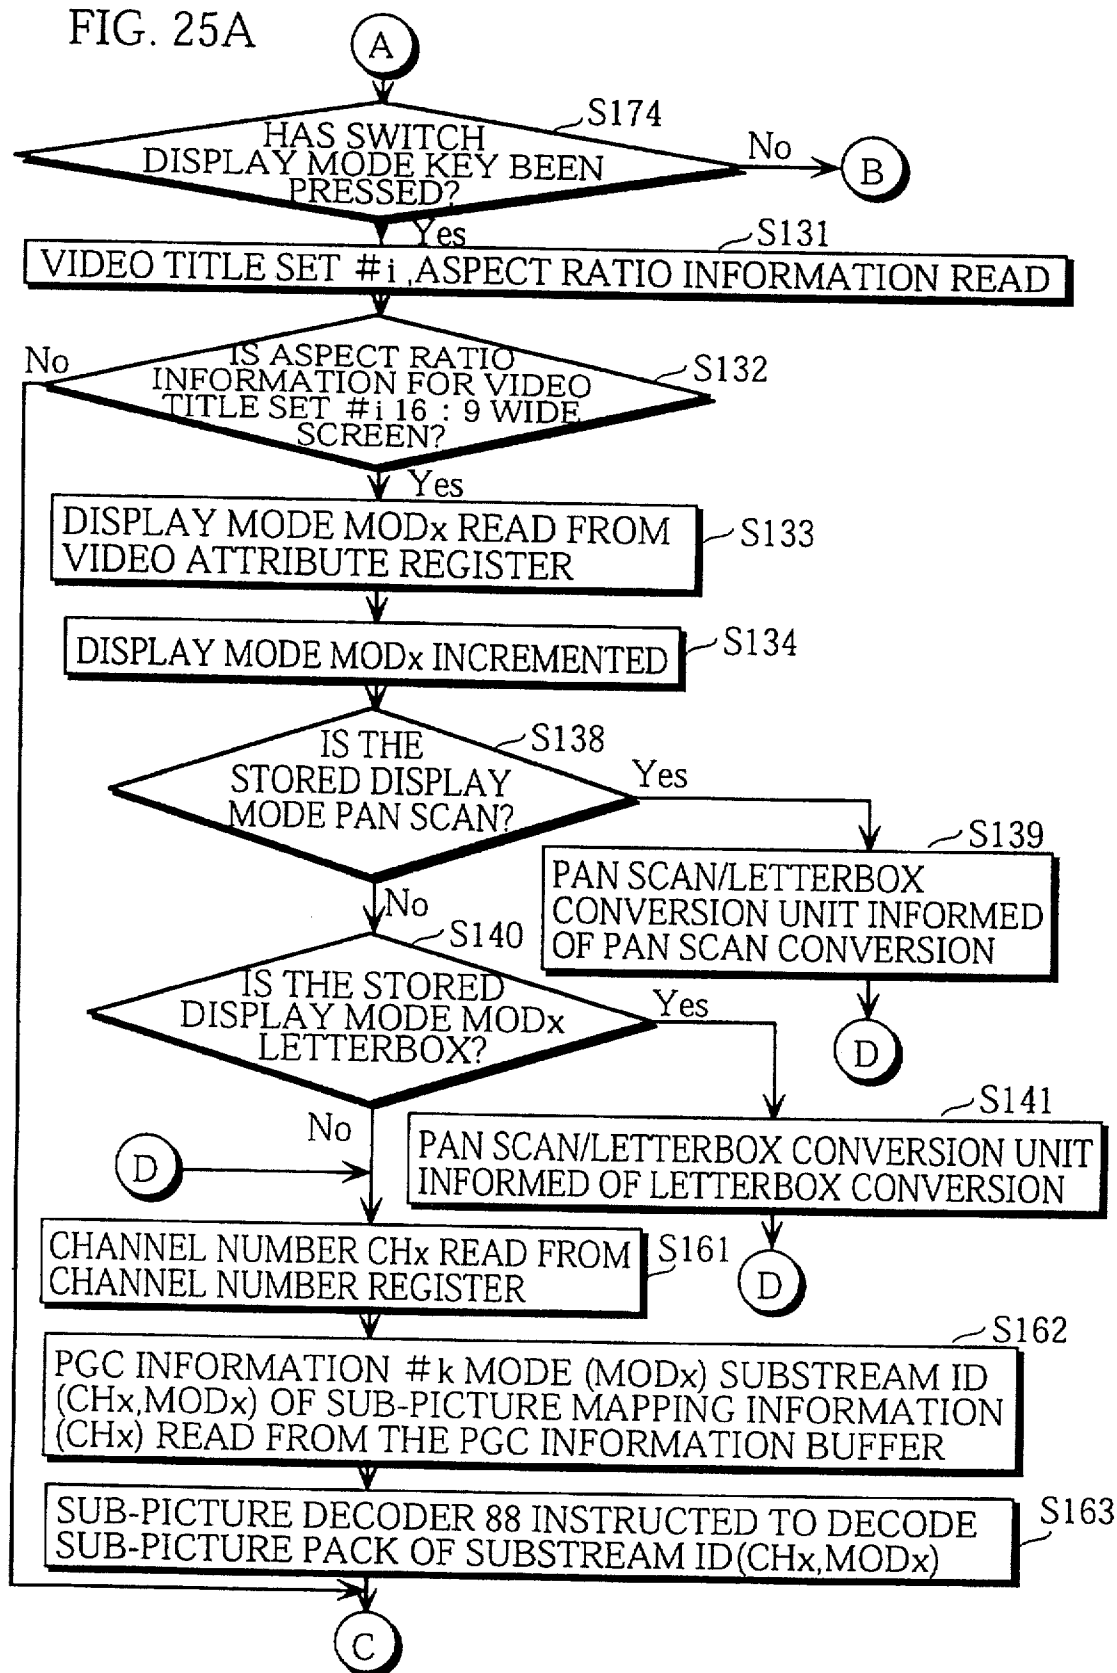 FIG. 25A
A
S174
HAS SWITCH
DISPLAY MODE KEY BEEN
PRESSED?
No
B
Yes
S131
VIDEO TITLE SET #i,ASPECT RATIO INFORMATION READ
No
S132
IS ASPECT RATIO
INFORMATION FOR VIDEO
TITLE SET #i 16 : 9 WIDE
SCREEN?
Yes
DISPLAY MODE MODx READ FROM
VIDEO ATTRIBUTE REGISTER
S133
DISPLAY MODE MODx INCREMENTED
S134
S138
IS THE
STORED DISPLAY
MODE PAN SCAN?
Yes
S139
PAN SCAN/LETTERBOX
CONVERSION UNIT INFORMED
OF PAN SCAN CONVERSION
D
No
S140
IS THE STORED
DISPLAY MODE MODx
LETTERBOX?
Yes
S141
PAN SCAN/LETTERBOX CONVERSION UNIT
INFORMED OF LETTERBOX CONVERSION
D
No
D
CHANNEL NUMBER CHx READ FROM
CHANNEL NUMBER REGISTER
S161
S162
PGC INFORMATION #k MODE (MODx) SUBSTREAM ID
(CHx,MODx) OF SUB-PICTURE MAPPING INFORMATION
(CHx) READ FROM THE PGC INFORMATION BUFFER
SUB-PICTURE DECODER 88 INSTRUCTED TO DECODE
SUB-PICTURE PACK OF SUBSTREAM ID(CHx,MODx)
S163
C